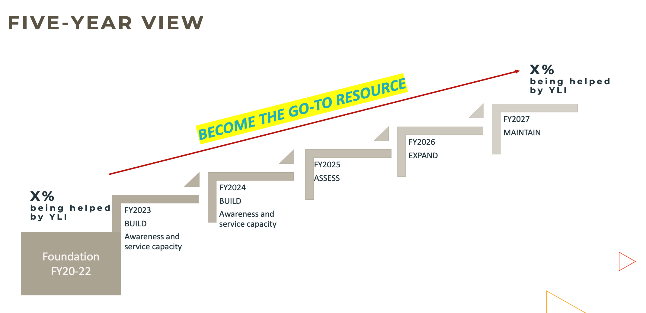 FIVE-YEAR VIEW
X%
being helped
by YLI
BECOME THE GO-TO RESOURCE
X%
being helped
by YLI
Foundation
FY20-22
FY2023
BUILD
Awareness and
service capacity
FY2024
BUILD
Awareness and
service capacity
FY2025
ASSESS
FY2026
EXPAND
FY2027
MAINTAIN